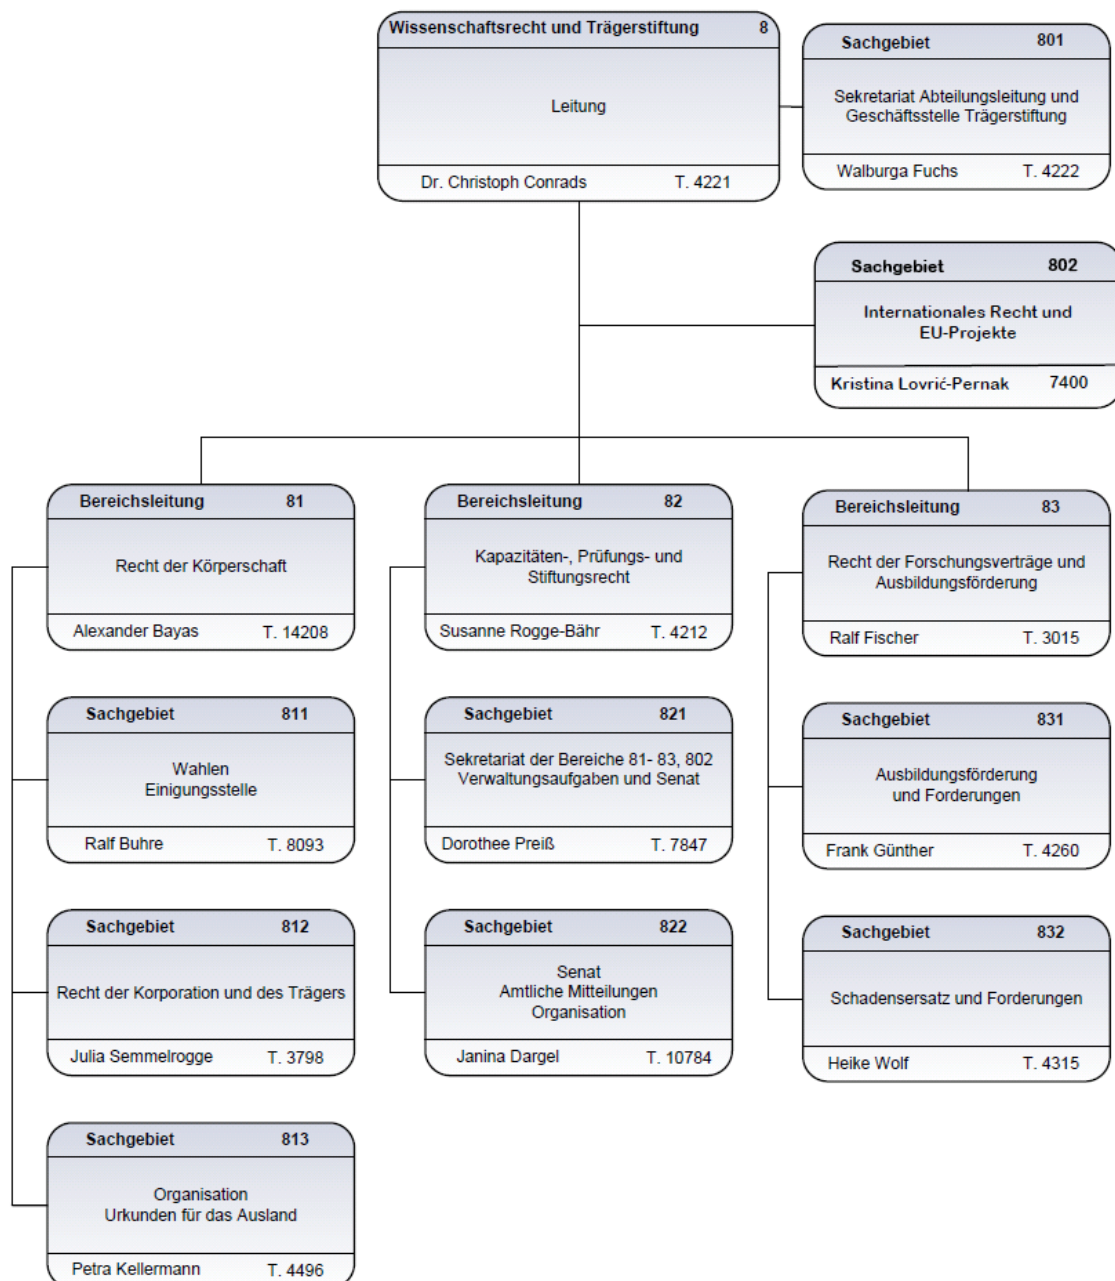 Wissenschaftsrecht und Trägerstiftung 8
Leitung
Dr. Christoph Conrads T. 4221
Sachgebiet 801
Sekretariat Abteilungsleitung und
Geschäftsstelle Trägerstiftung
Walburga Fuchs T. 4222
Sachgebiet 802
Internationales Recht und
EU-Projekte
Kristina Lovrić-Pernak 7400
Bereichsleitung 81
Recht der Körperschaft
Alexander Bayas T. 14208
Sachgebiet 811
Wahlen
Einigungsstelle
Ralf Buhre T. 8093
Sachgebiet 812
Recht der Korporation und des Trägers
Julia Semmelrogge T. 3798
Sachgebiet 813
Organisation
Urkunden für das Ausland
Petra Kellermann T. 4496
Bereichsleitung 82
Kapazitäten-, Prüfungs- und
Stiftungsrecht
Susanne Rogge-Bähr T. 4212
Sachgebiet 821
Sekretariat der Bereiche 81- 83, 802
Verwaltungsaufgaben und Senat
Dorothee Preiß T. 7847
Sachgebiet 822
Senat
Amtliche Mitteilungen
Organisation
Janina Dargel T. 10784
Bereichsleitung 83
Recht der Forschungsverträge und
Ausbildungsförderung
Ralf Fischer T. 3015
Sachgebiet 831
Ausbildungsförderung
und Forderungen
Frank Günther T. 4260
Sachgebiet 832
Schadensersatz und Forderungen
Heike Wolf T. 4315